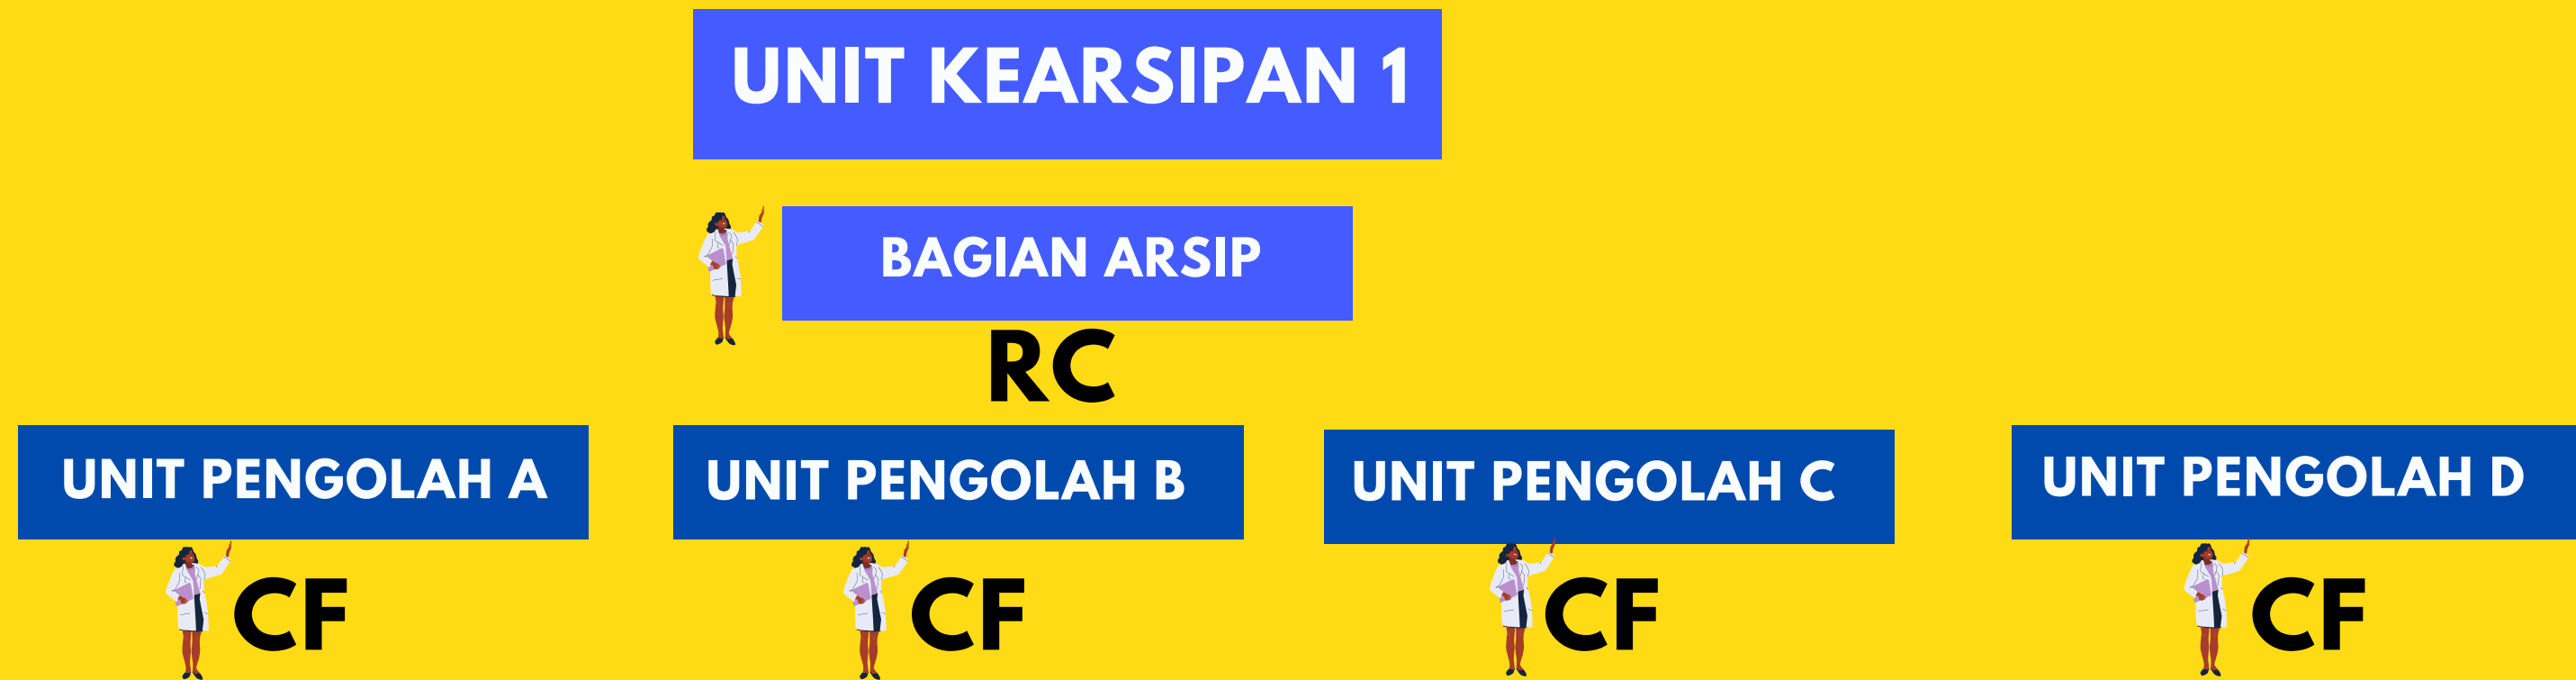 UNIT KEARSIPAN 1
BAGIAN ARSIP
RC
UNIT PENGOLAH A
UNIT PENGOLAH B
UNIT PENGOLAH C
UNIT PENGOLAH D
CF
CF
CF
CF